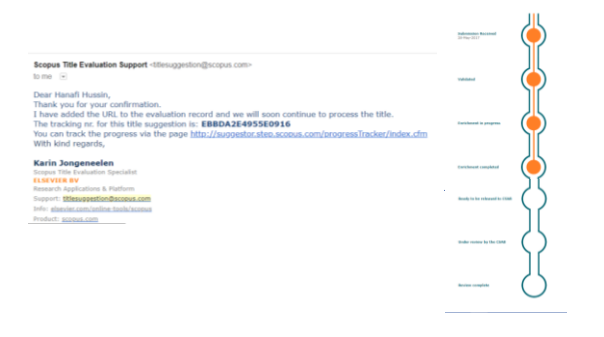 Scopus Title Evaluation Support <titlesuggestion@scopus.com>
to me
Dear Hanafi Hussin,
Thank you for your confirmation.
I have added the URL to the evaluation record and we will soon continue to process the title.
The tracking nr. for this title suggestion is: EBBDA2E4955E0916
You can track the progress via the page http://suggestor.step.scopus.com/progressTracker/index.cfm
With kind regards,
Karin Jongeneelen
Scopus Title Evaluation Specialist
ELSEVIER BV
Research Applications & Platform
Support: titlesuggestion@scopus.com
Info: elsevier.com/online-tools/scopus
Product: scopus.com
Submission Received
Validated
Enrichment in progress
Enrichment completed
Ready to be released to CSAB
Under review by the CSAB
Review complete